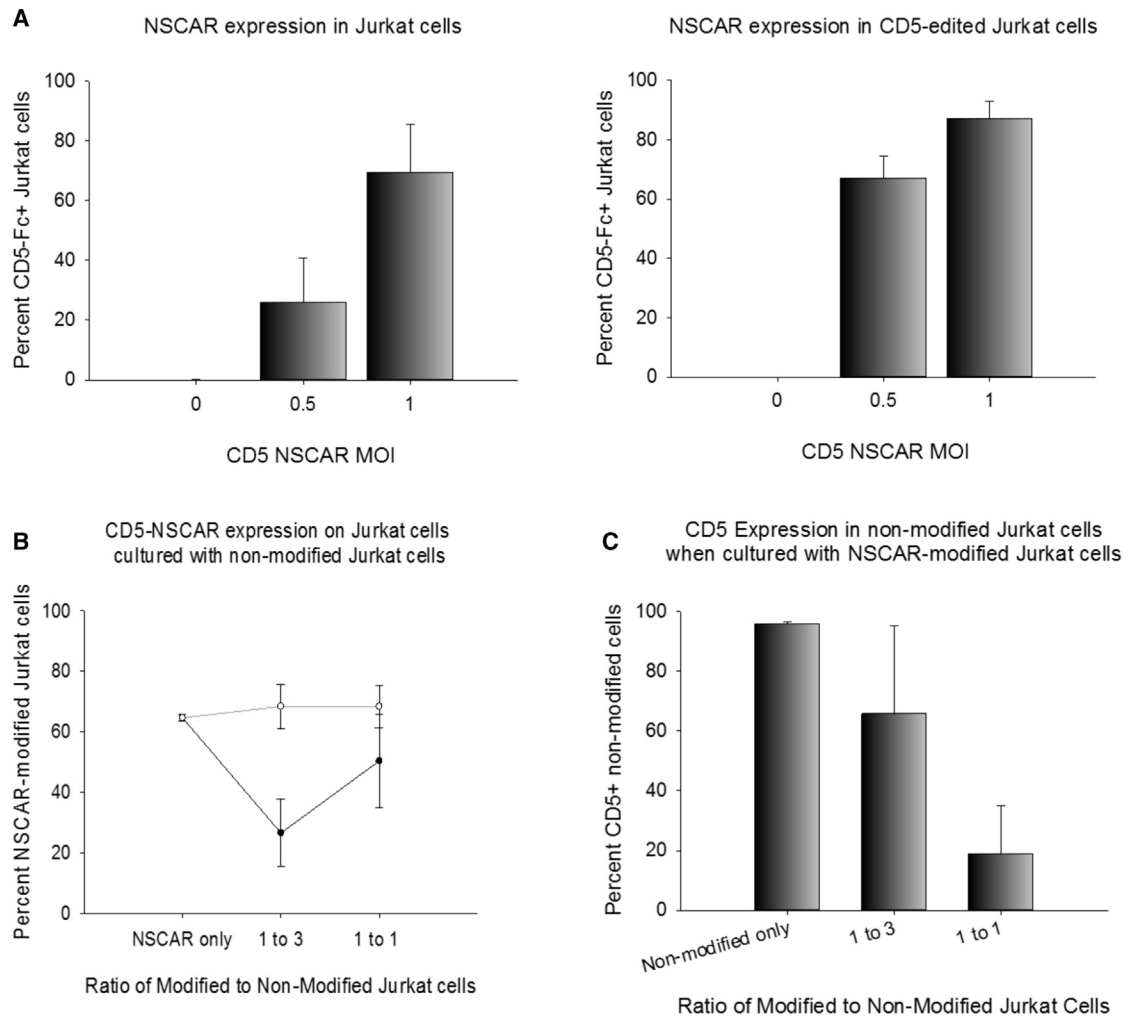 A
NSCAR expression in Jurkat cells
Percent CD5-Fc+ Jurkat cells
100
80
60
40
20
0
0
0.5
1
CD5 NSCAR MOI
NSCAR expression in CD5-edited Jurkat Cells
Percent CD5-Fc+ Jurkat cells
100
80
60
40
20
0
0
0.5
1
CD5 NSCAR MOI
B
CD5-NSCAR expression on Jurkat cells
cultured with non-modified Jurkat cells
Percent NSCAR-modified Jurkat cells
100
80
60
40
20
0
NSCAR only
1 to 3
1 to 1
Ratio of Modified to Non-Modified Jurkat cells
C
CD5 Expression in non-modified Jurkat cells
when cultured with NSCAR-modified Jurkat cells
Percent CD5+ non-modified cells
100
80
60
40
20
0
Non-modified only
1 to 3
1 to 1
Ratio of Modified to Non-Modified Jurkat Cells